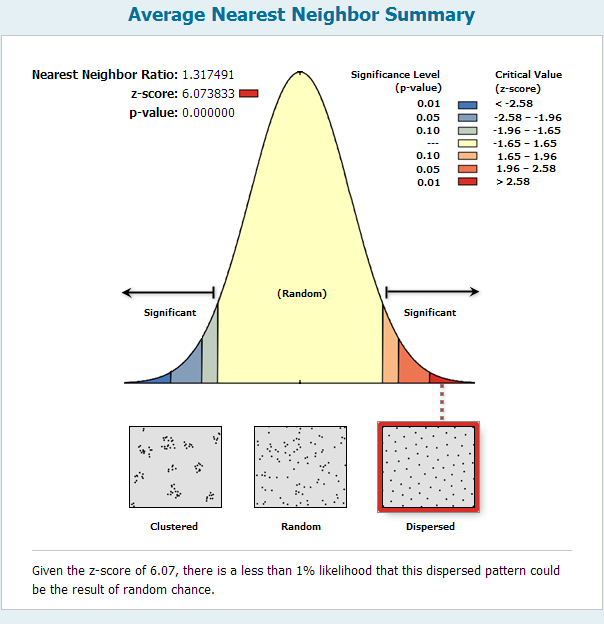 Average Nearest Neighbor Summary
Nearest Neighbor Ratio: 1.317491
z-score: 6.073833
p-value: 0.000000
Significance Level
(p-value)
Critical Value
(z-score)
0.01 < -2.58
0.05 -2.58 – -1.96
0.10 -1.96 – -1.65
--- -1.65 – 1.65
0.10 1.65 – 1.96
0.05 1.96 – 2.58
0.01 > 2.58
(Random)
Significant
Significant
Clustered
Random
Dispersed
Given the z-score of 6.07, there is a less than 1% likelihood that this dispersed pattern could
be the result of random chance.